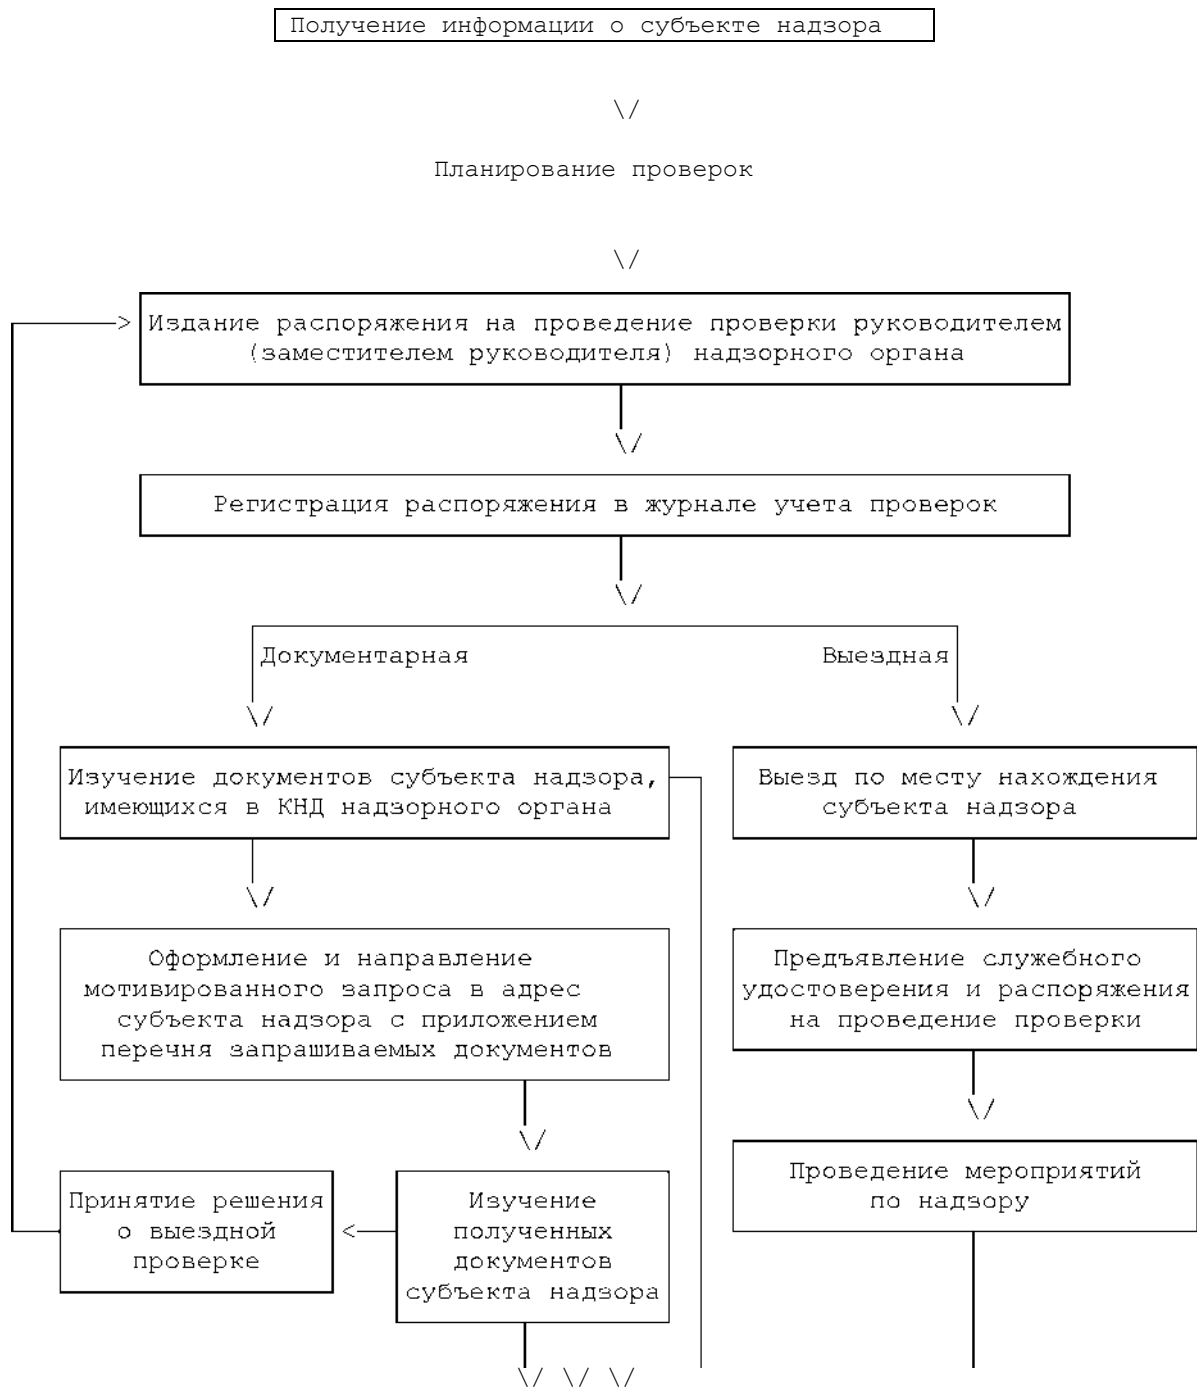 Получение информации о субъекте надзора
\/
Планирование проверок
\/
> Издание распоряжения на проведение проверки руководителем
(заместителем руководителя) надзорного органа
\/
Регистрация распоряжения в журнале учета проверок
\/
Документарная
Выездная
\/ \/
Изучение документов субъекта надзора,
имеющихся в КНД надзорного органа
Выезд по месту нахождения
субъекта надзора
\/ \/
Оформление и направление
мотивированного запроса в адрес
субъекта надзора с приложением
перечня запрашиваемых документов
Предъявление служебного
удостоверения и распоряжения
на проведение проверки
\/
\/
Принятие решения
о выездной
проверке
<
Изучение
полученных
документов
субъекта надзора
Проведение мероприятий
по надзору
\/ \/ \/